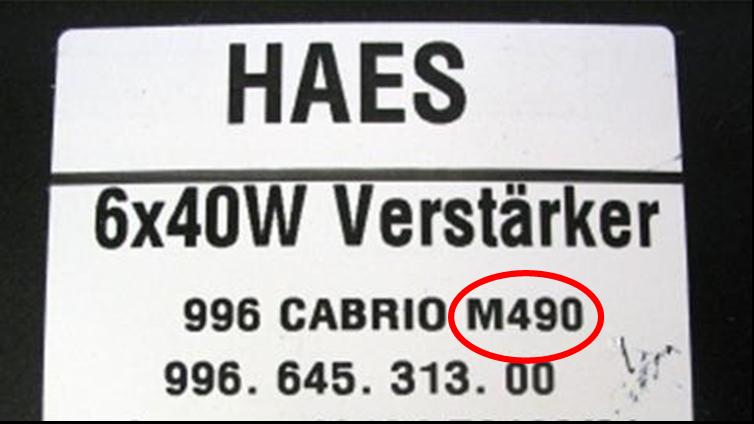 HAES
6x40W Verstärker
996 CABRIO M490
996. 645. 313. 00